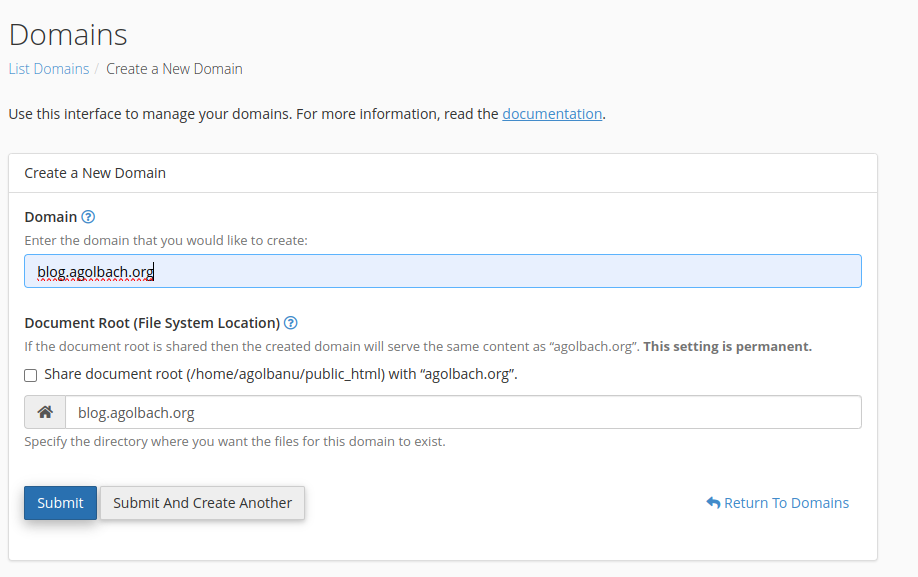 Domains
List Domains / Create a New Domain
Use this interface to manage your domains. For more information, read the documentation.
Create a New Domain
Domain
Enter the domain that you would like to create:
blog.agolbach.org
Document Root (File System Location)
If the document root is shared then the created domain will serve the same content as “agolbach.org”. This setting is permanent.
Share document root (/home/agolbanu/public_html) with “agolbach.org”.
blog.agolbach.org
Specify the directory where you want the files for this domain to exist.
Submit Submit And Create Another Return To Domains